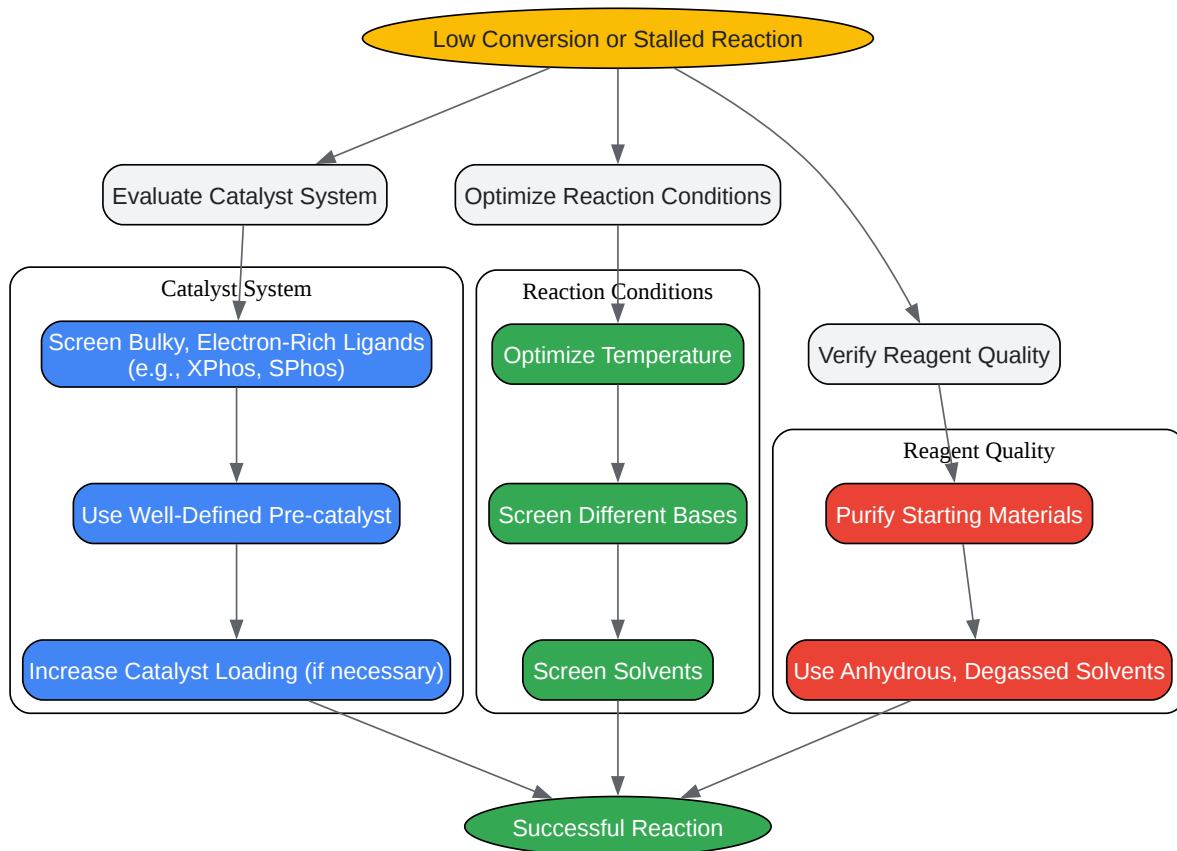 Low Conversion or Stalled Reaction
Evaluate Catalyst System
Optimize Reaction Conditions
Verify Reagent Quality
Catalyst System
Screen Bulky, Electron-Rich Ligands
(e.g., XPhos, SPhos)
Use Well-Defined Pre-catalyst
Increase Catalyst Loading (if necessary)
Reaction Conditions
Optimize Temperature
Screen Different Bases
Screen Solvents
Reagent Quality
Purify Starting Materials
Use Anhydrous, Degassed Solvents
Successful Reaction